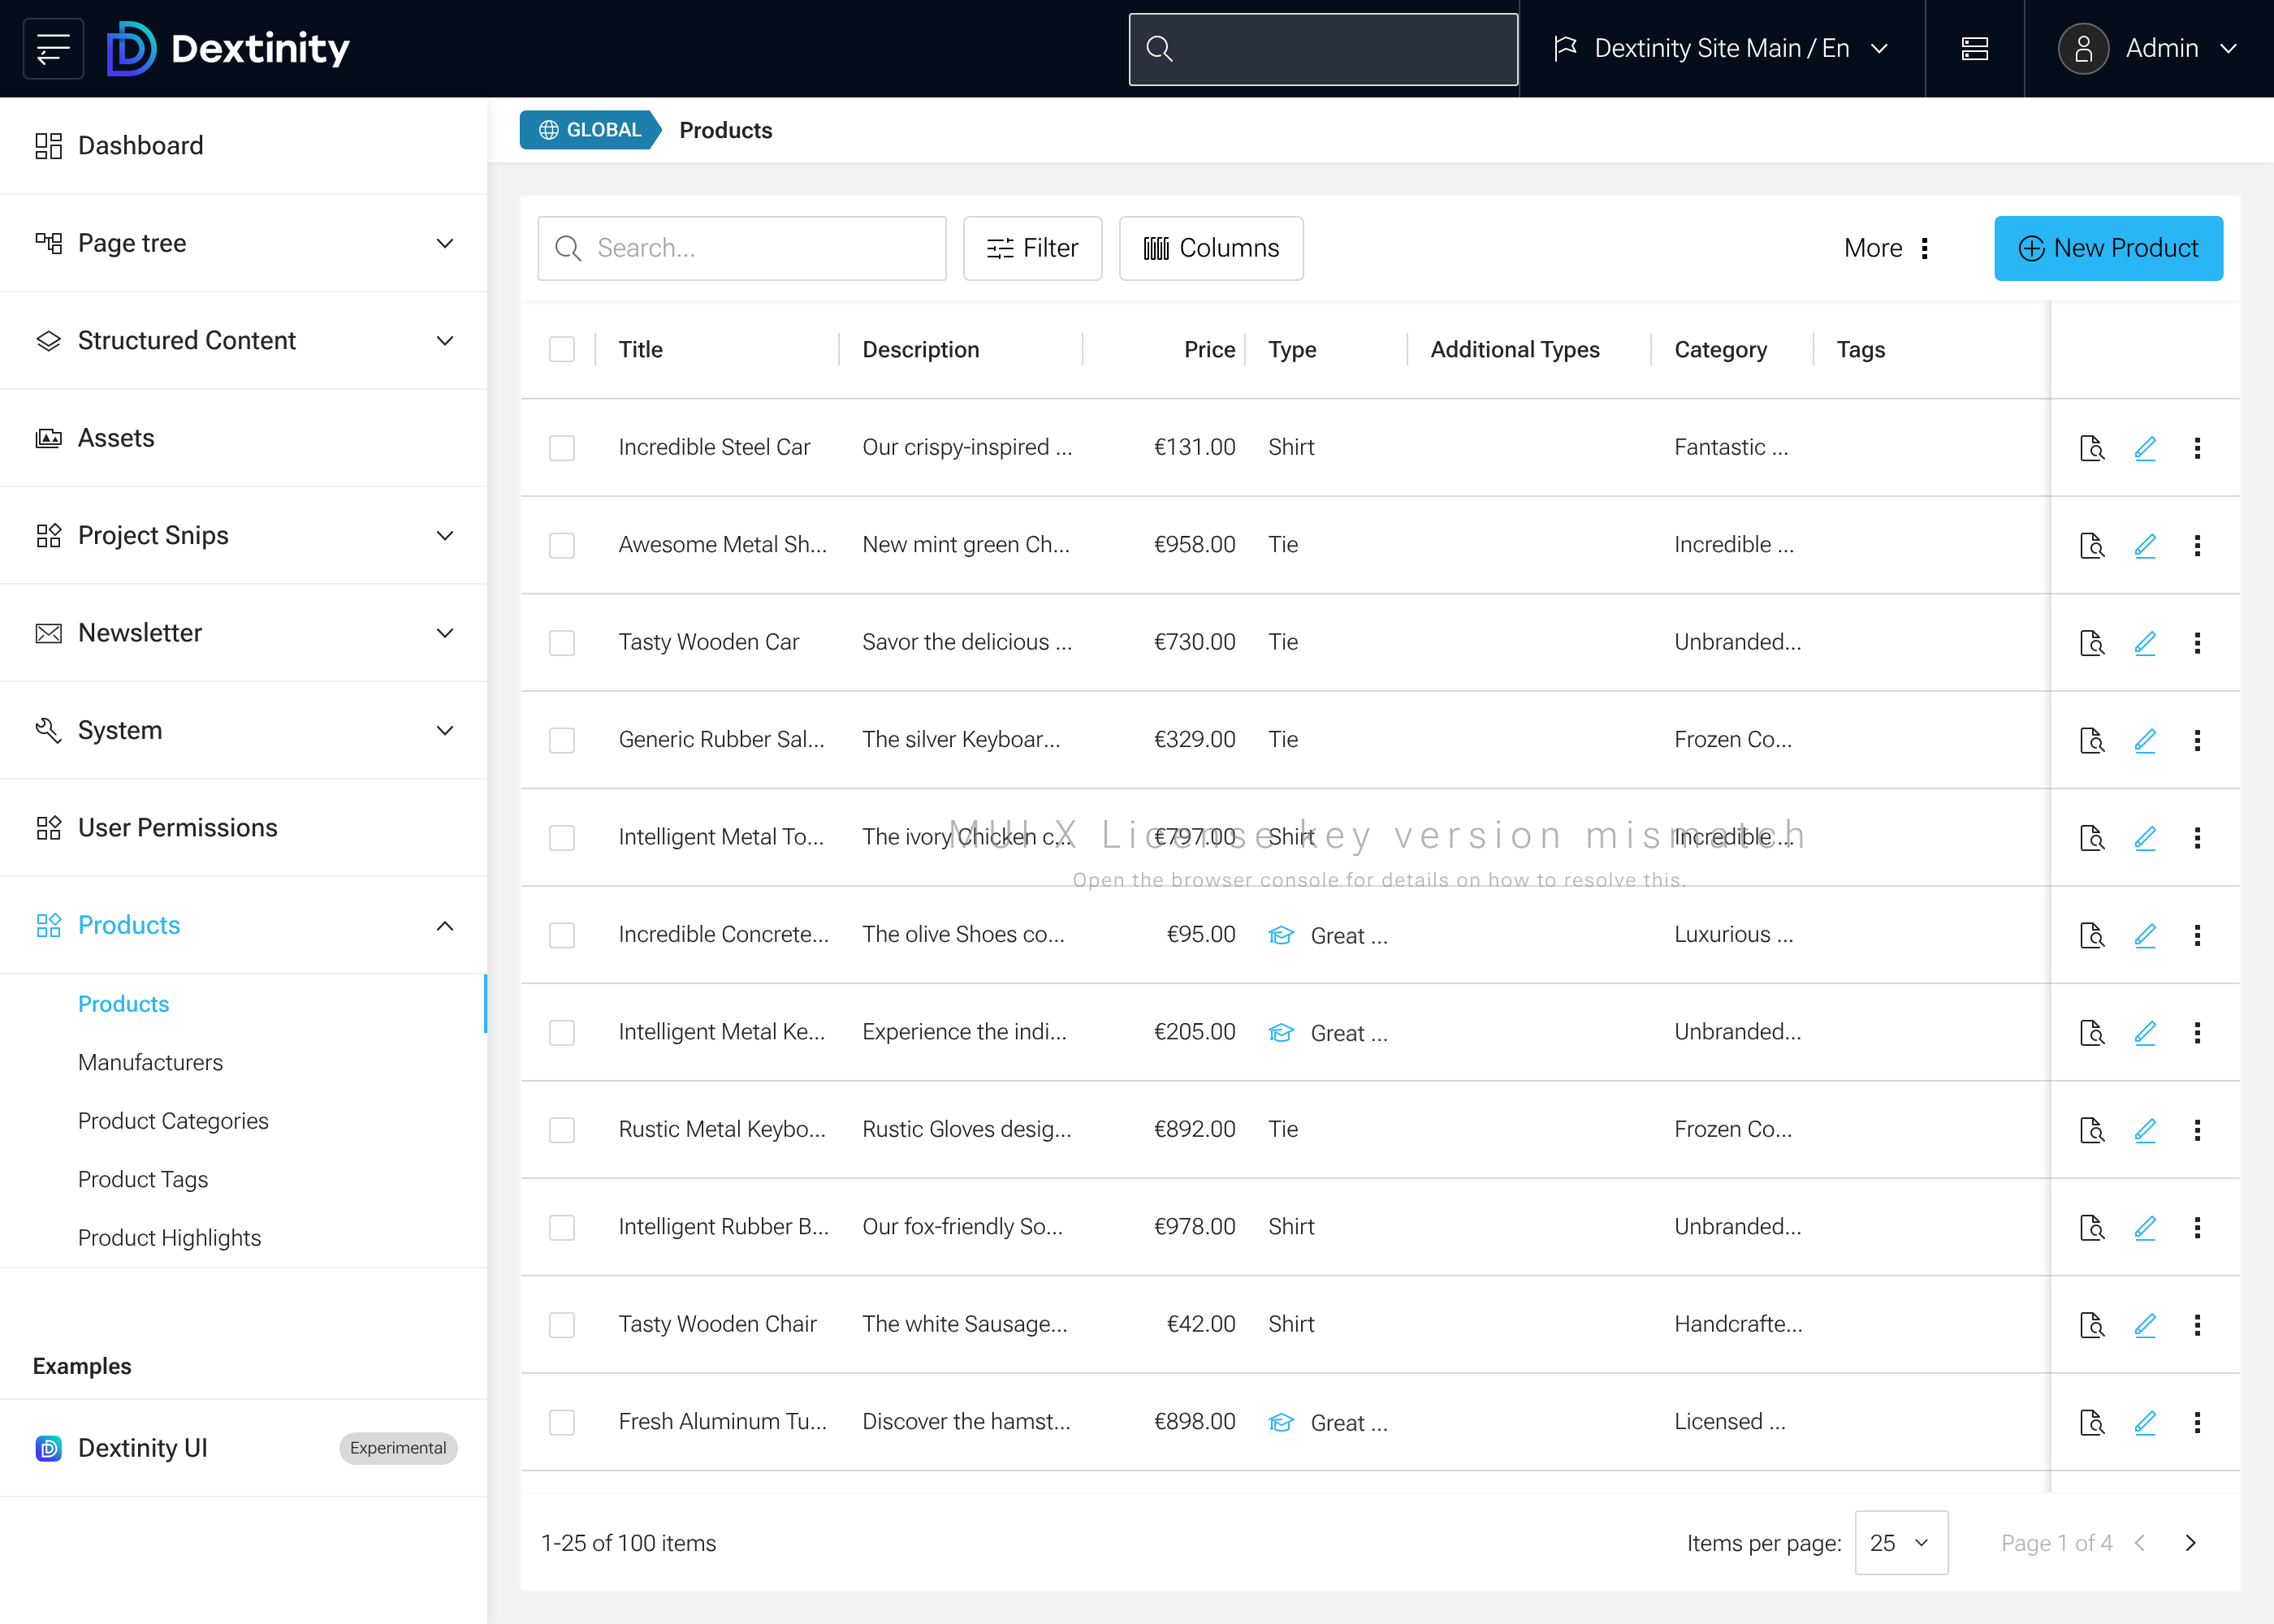 Dextinity
Dextinity Site Main / En
Admin
Dashboard
Page tree
Structured Content
Assets
Project Snips
Newsletter
System
User Permissions
Products
Products
Manufacturers
Product Categories
Product Tags
Product Highlights
Examples
Dextinity UI Experimental
GLOBAL Products
Search... Filter Columns More New Product
Title Description Price Type Additional Types Category Tags
Incredible Steel Car Our crispy-inspired ... €131.00 Shirt Fantastic ...
Awesome Metal Sh... New mint green Ch... €958.00 Tie Incredible ...
Tasty Wooden Car Savor the delicious ... €730.00 Tie Unbranded...
Generic Rubber Sal... The silver Keyboar... €329.00 Tie Frozen Co...
Intelligent Metal To... The ivory Chicken c... €797.00 Shirt Incredible ...
MUI X License key version mismatch
Open the browser console for details on how to resolve this.
Incredible Concrete... The olive Shoes co... €95.00 Great ... Luxurious ...
Intelligent Metal Ke... Experience the indi... €205.00 Great ... Unbranded...
Rustic Metal Keybo... Rustic Gloves desig... €892.00 Tie Frozen Co...
Intelligent Rubber B... Our fox-friendly So... €978.00 Shirt Unbranded...
Tasty Wooden Chair The white Sausage... €42.00 Shirt Handcrafte...
Fresh Aluminum Tu... Discover the hamst... €898.00 Great ... Licensed ...
1-25 of 100 items Items per page: 25 Page 1 of 4